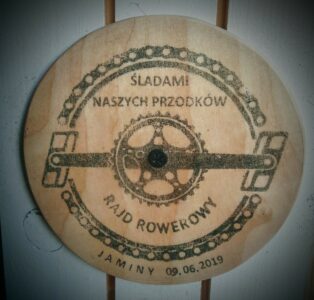 ŚLADAMI
NASZYCH PRZODKÓW
RAJD ROWEROWY
JAMINY 09.06.2019